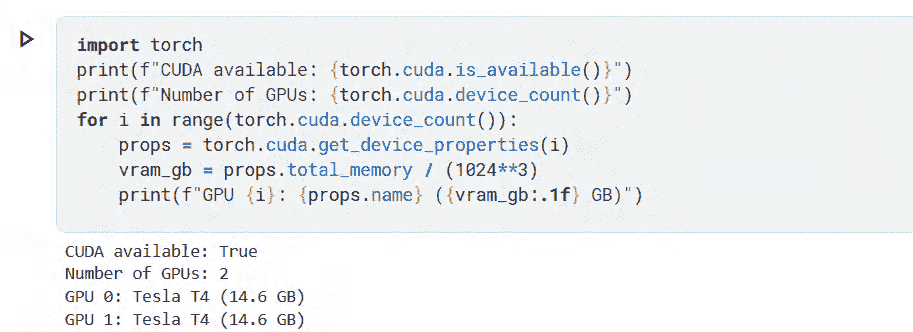 import torch
print(f"CUDA available: {torch.cuda.is_available()}")
print(f"Number of GPUs: {torch.cuda.device_count()}")
for i in range(torch.cuda.device_count()):
    props = torch.cuda.get_device_properties(i)
    vram_gb = props.total_memory / (1024**3)
    print(f"GPU {i}: {props.name} ({vram_gb:.1f} GB)")
CUDA available: True
Number of GPUs: 2
GPU 0: Tesla T4 (14.6 GB)
GPU 1: Tesla T4 (14.6 GB)